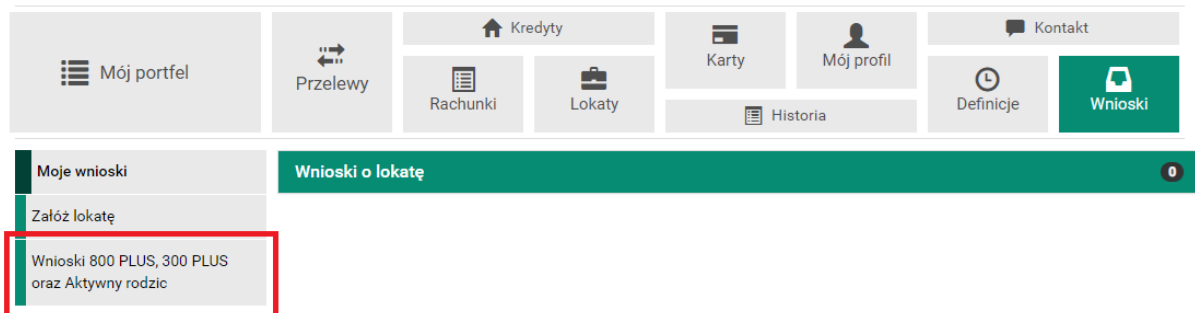 Mój portfel
Przelewy
Kredyty
Rachunki
Lokaty
Karty
Mój profil
Historia
Kontakt
Definicje
Wnioski
Moje wnioski
Załóż lokatę
Wnioski 800 PLUS, 300 PLUS
oraz Aktywny rodzic
Wnioski o lokatę
0